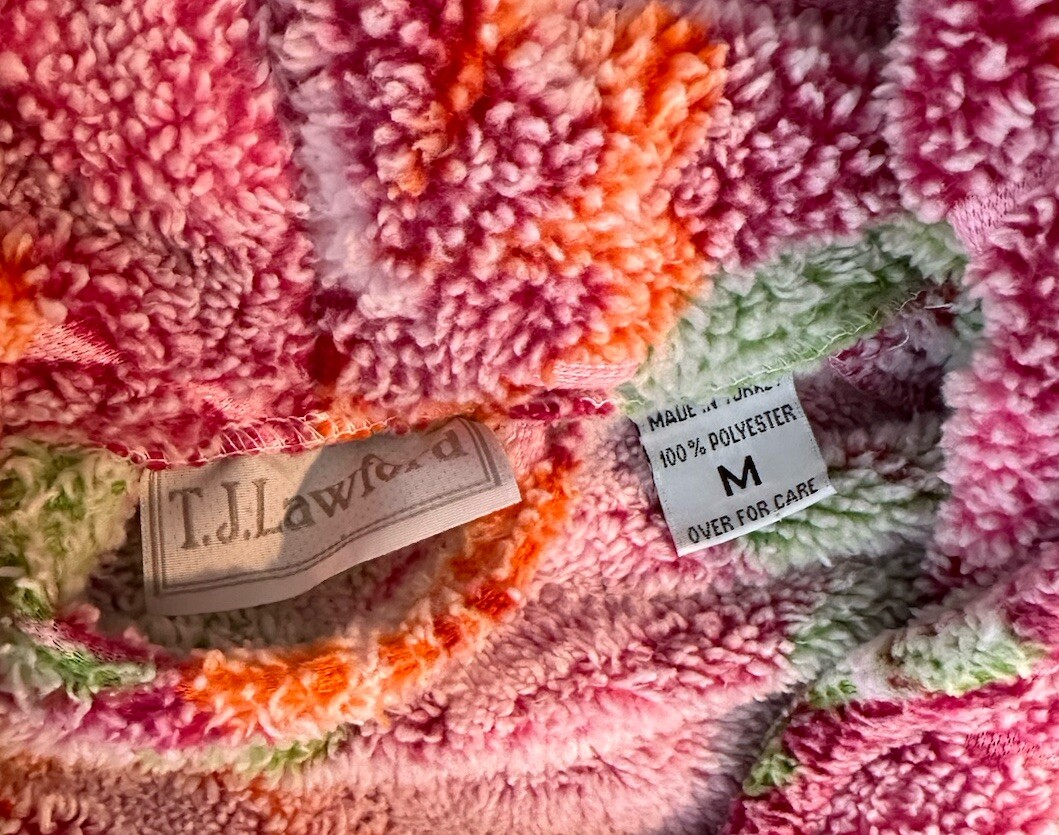 T.J.Lawford
MADE IN TURKEY
100% POLYESTER
M
OVER FOR CARE